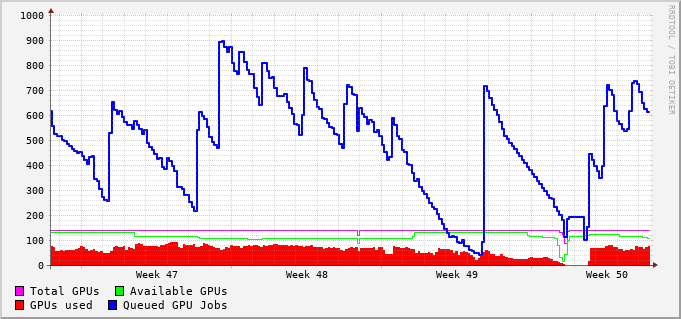 1000
900
800
700
600
500
400
300
200
100
0
Week 47 Week 48 Week 49 Week 50
Total GPUs Available GPUs
GPUs used Queued GPU Jobs
RRDTOOL / TOBI OETIKER